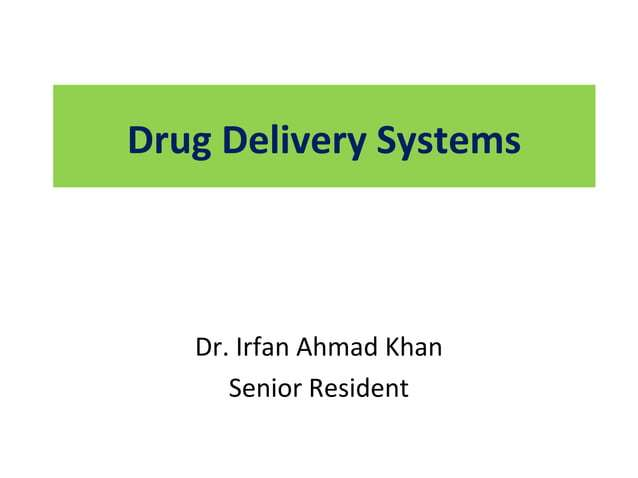 Drug Delivery Systems
Dr. Irfan Ahmad Khan
Senior Resident